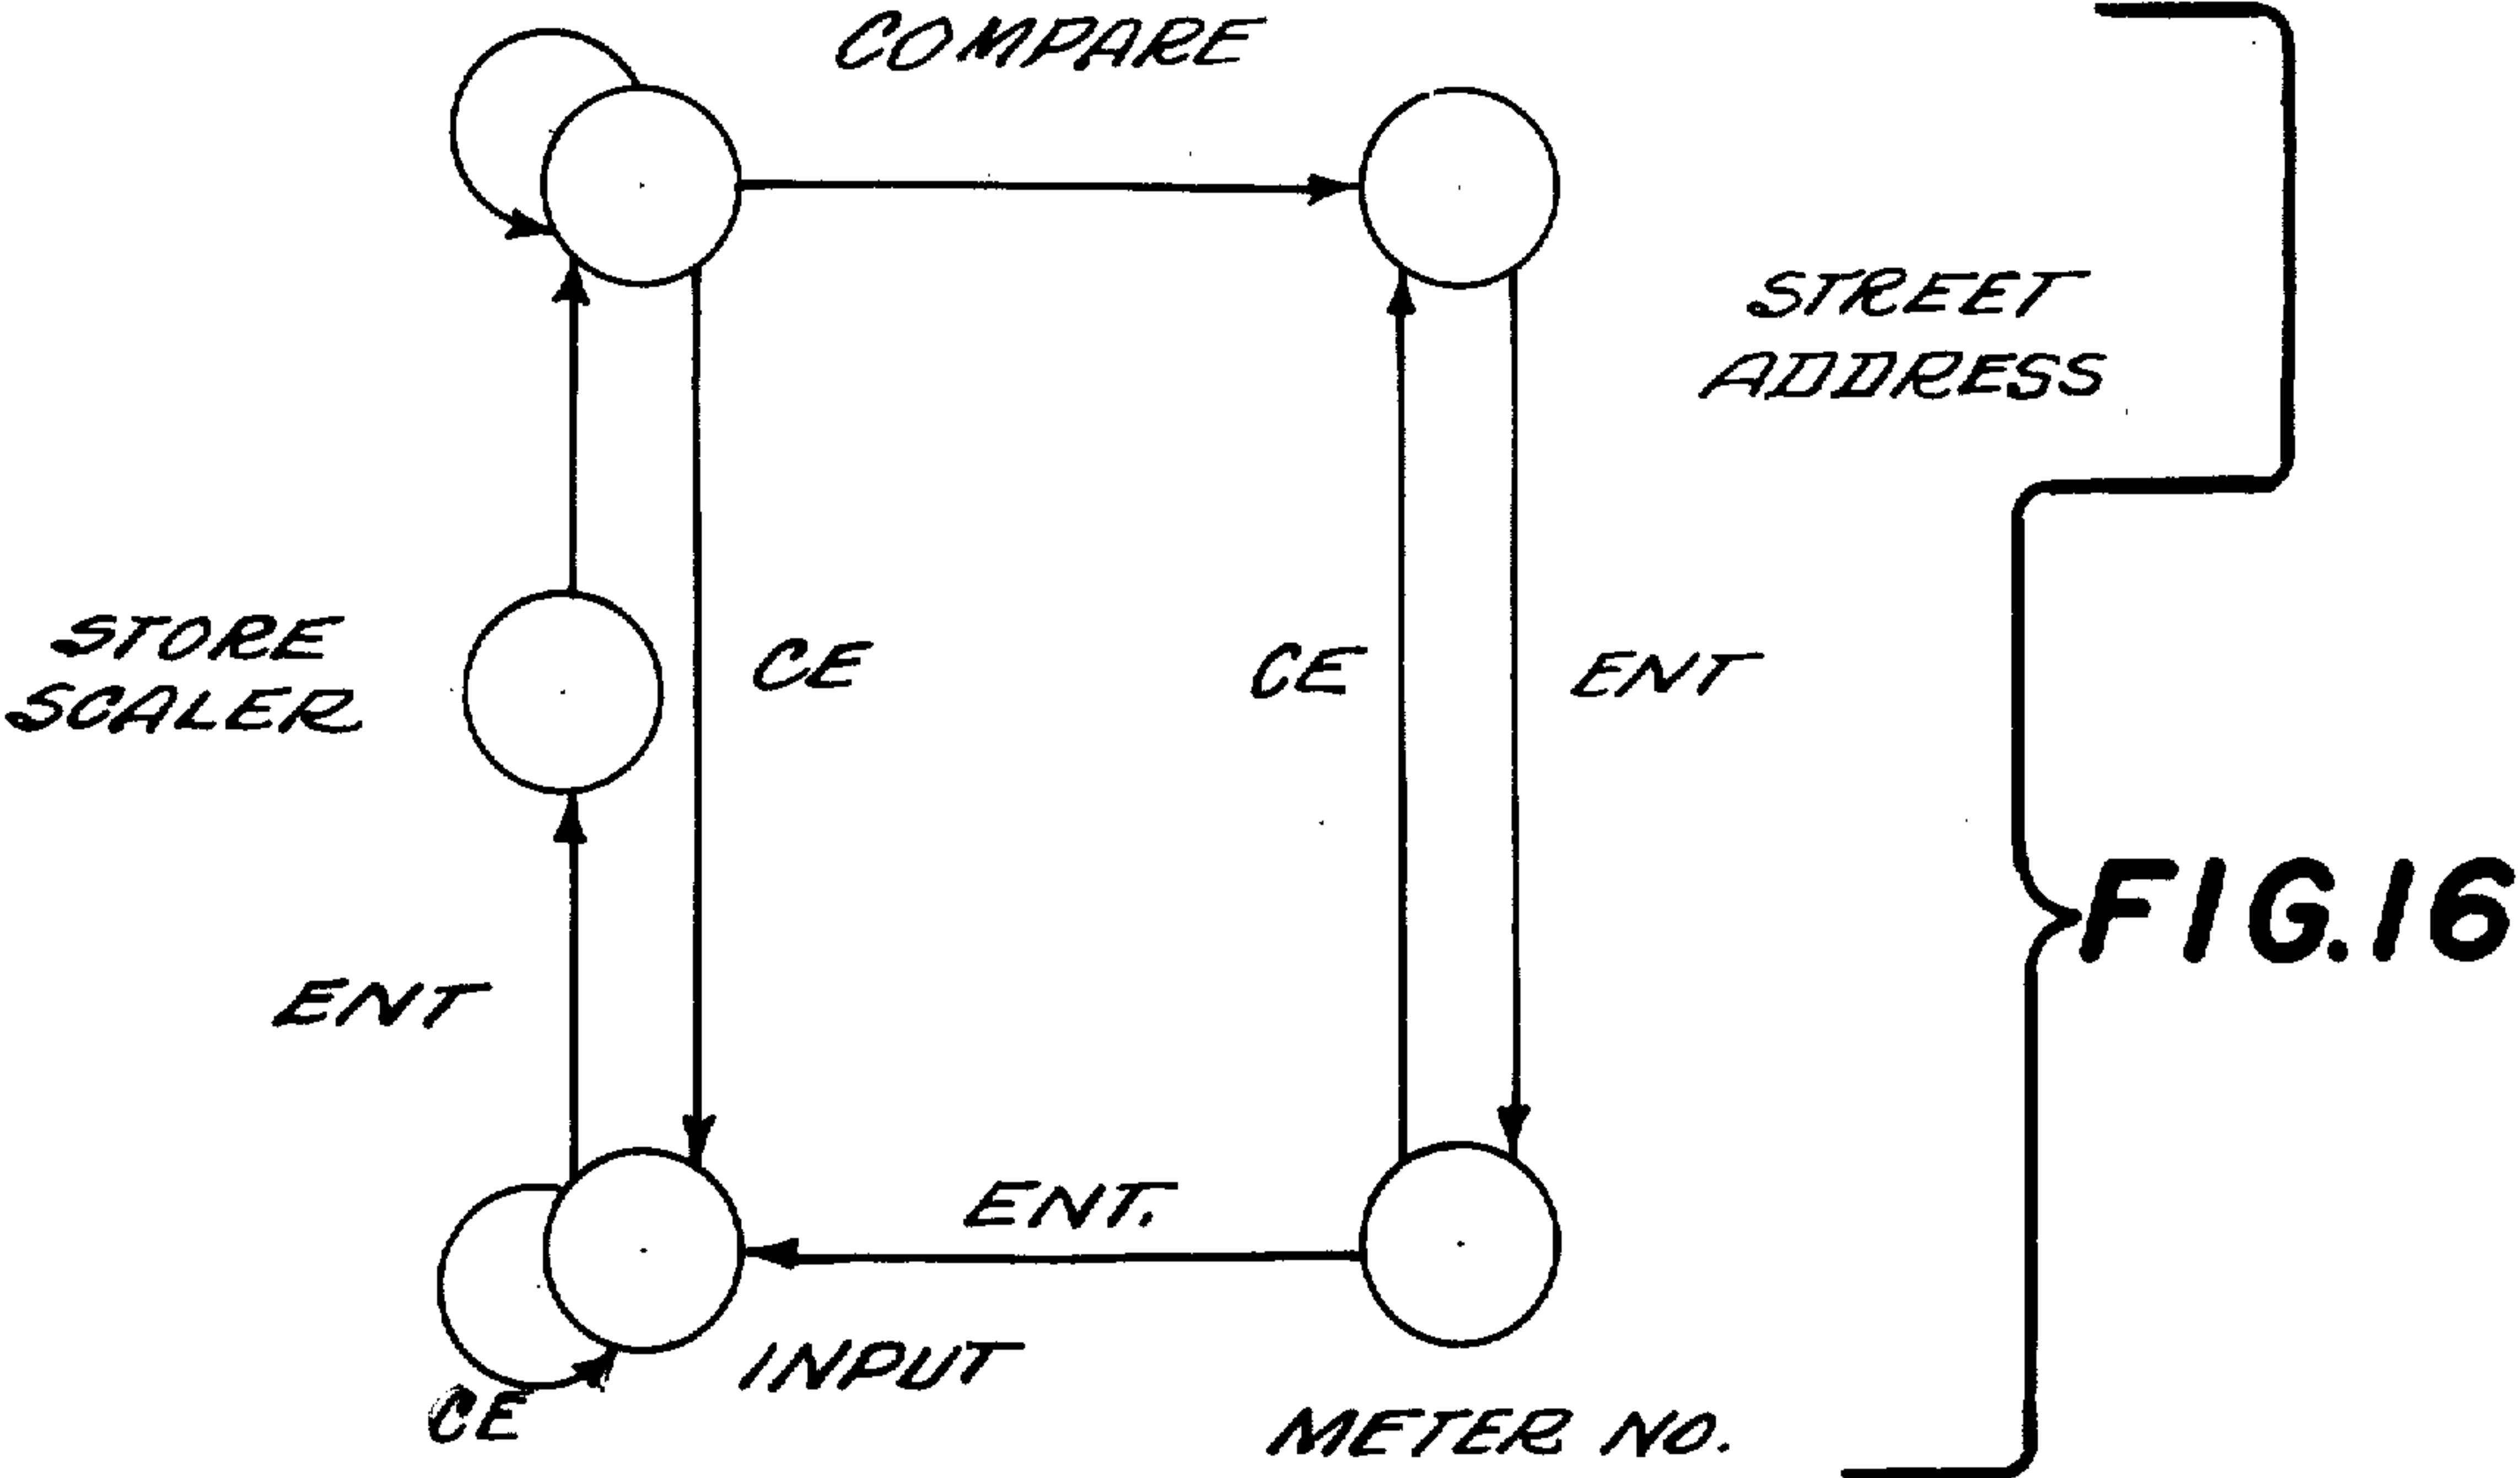 COMPARE
STREET
ADDRESS
STORE
SCALER
CE
CE
ENT
ENT
FIG.16
ENT.
INPUT
CE
METER NO.